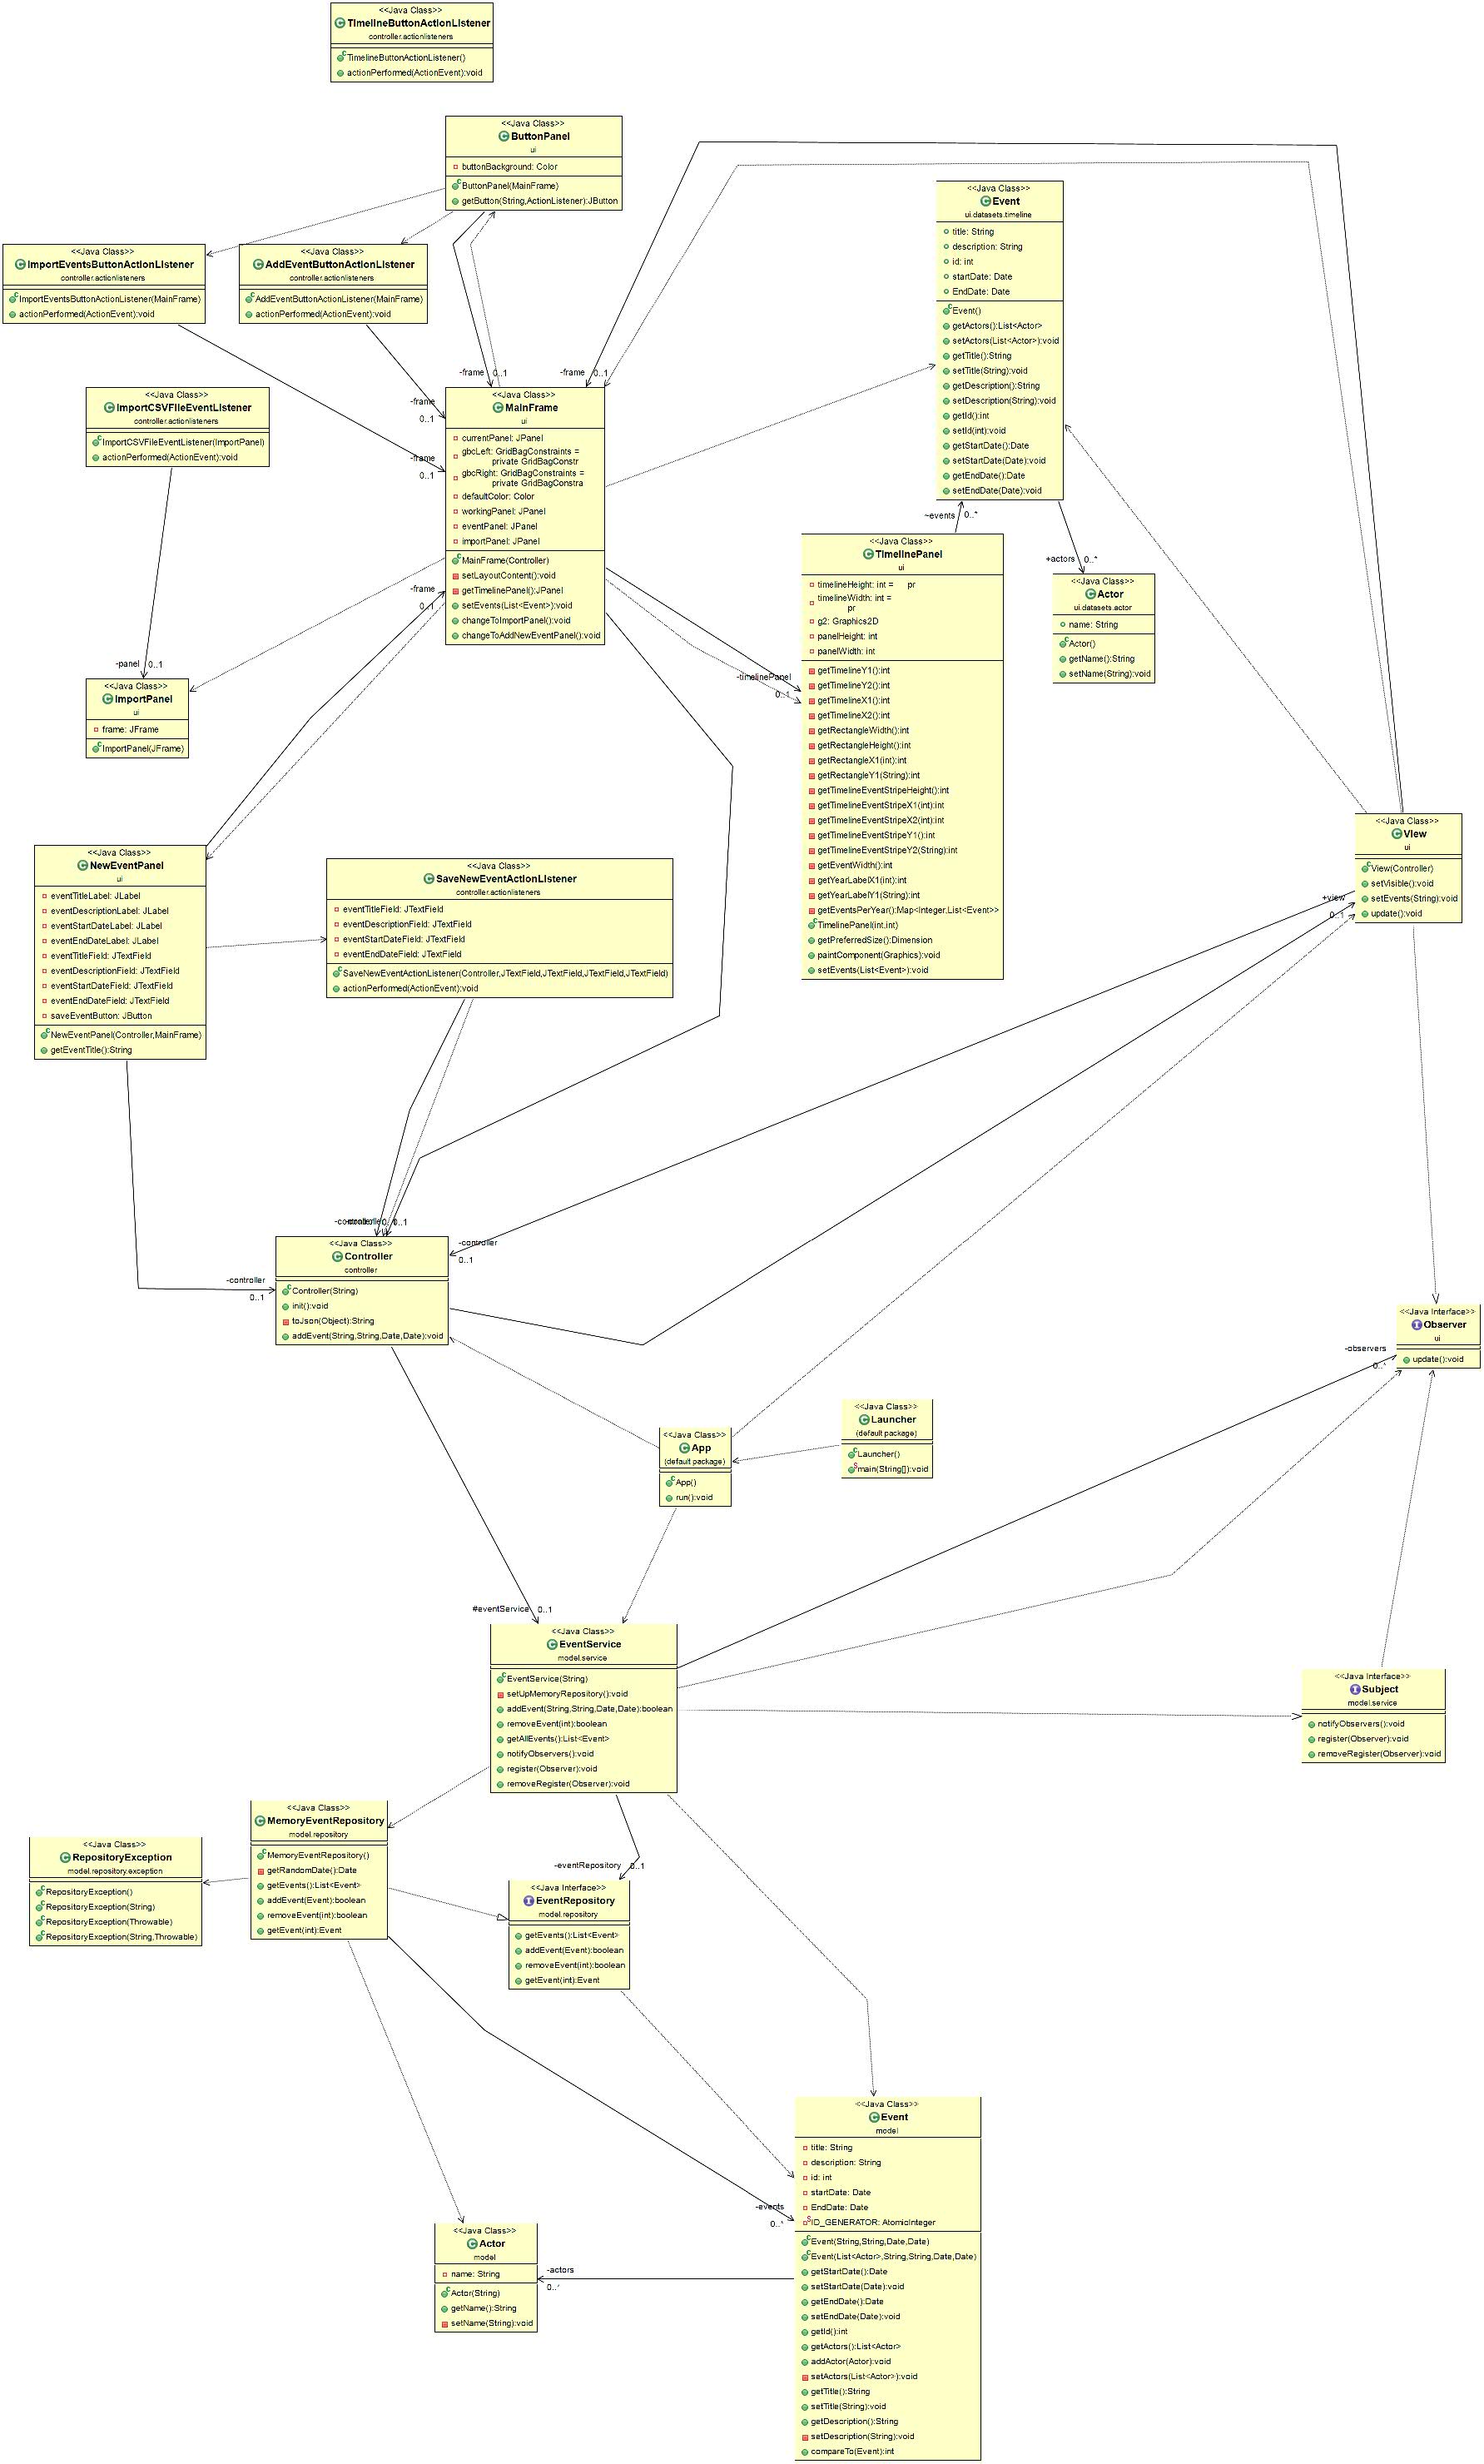 <<Java Class>>
TimelineButtonActionListener
controller.actionlisteners
TimelineButtonActionListener()
actionPerformed(ActionEvent):void
<<Java Class>>
ButtonPanel
ui
buttonBackground: Color
ButtonPanel(MainFrame)
getButton(String,ActionListener):JButton
<<Java Class>>
Event
ui.datasets.timeline
title: String
description: String
id: int
startDate: Date
EndDate: Date
Event()
getActors():List<Actor>
setActors(List<Actor>):void
getTitle():String
setTitle(String):void
getDescription():String
setDescription(String):void
getId():int
setId(int):void
getStartDate():Date
setStartDate(Date):void
getEndDate():Date
setEndDate(Date):void
<<Java Class>>
ImportEventsButtonActionListener
controller.actionlisteners
ImportEventsButtonActionListener(MainFrame)
actionPerformed(ActionEvent):void
<<Java Class>>
AddEventButtonActionListener
controller.actionlisteners
AddEventButtonActionListener(MainFrame)
actionPerformed(ActionEvent):void
-frame 0..1
-frame 0..1
-frame
0..1
-frame
0..1
-frame
0..1
<<Java Class>>
ImportCSVFileEventListener
controller.actionlisteners
ImportCSVFileEventListener(ImportPanel)
actionPerformed(ActionEvent):void
<<Java Class>>
MainFrame
ui
currentPanel: JPanel
gbcLeft: GridBagConstraints =
private GridBagConstr
gbcRight: GridBagConstraints =
private GridBagConstra
defaultColor: Color
workingPanel: JPanel
eventPanel: JPanel
importPanel: JPanel
MainFrame(Controller)
setLayoutContent():void
getTimelinePanel():JPanel
setEvents(List<Event>):void
changeToImportPanel():void
changeToAddNewEventPanel():void
~events 0..*
+actors 0..*
<<Java Class>>
TimelinePanel
ui
timelineHeight: int = pr
timelineWidth: int =
pr
g2: Graphics2D
panelHeight: int
panelWidth: int
getTimelineY1():int
getTimelineY2():int
getTimelineX1():int
getTimelineX2():int
getRectangleWidth():int
getRectangleHeight():int
getRectangleX1(int):int
getRectangleY1(String):int
getTimelineEventStripeHeight():int
getTimelineEventStripeX1(int):int
getTimelineEventStripeX2(int):int
getTimelineEventStripeY1():int
getTimelineEventStripeY2(String):int
getEventWidth():int
getYearLabelX1(int):int
getYearLabelY1(String):int
getEventsPerYear():Map<Integer,List<Event>>
TimelinePanel(int,int)
getPreferredSize():Dimension
paintComponent(Graphics):void
setEvents(List<Event>):void
<<Java Class>>
Actor
ui.datasets.actor
name: String
Actor()
getName():String
setName(String):void
-timelinePanel
0..1
-panel 0..1
<<Java Class>>
ImportPanel
ui
frame: JFrame
ImportPanel(JFrame)
<<Java Class>>
View
ui
View(Controller)
setVisible():void
setEvents(String):void
update():void
+view
0..1
<<Java Class>>
NewEventPanel
ui
eventTitleLabel: JLabel
eventDescriptionLabel: JLabel
eventStartDateLabel: JLabel
eventEndDateLabel: JLabel
eventTitleField: JTextField
eventDescriptionField: JTextField
eventStartDateField: JTextField
eventEndDateField: JTextField
saveEventButton: JButton
NewEventPanel(Controller,MainFrame)
getEventTitle():String
<<Java Class>>
SaveNewEventActionListener
controller.actionlisteners
eventTitleField: JTextField
eventDescriptionField: JTextField
eventStartDateField: JTextField
eventEndDateField: JTextField
SaveNewEventActionListener(Controller,JTextField,JTextField,JTextField,JTextField)
actionPerformed(ActionEvent):void
0..1
<<Java Class>>
Controller
controller
Controller(String)
init():void
toJson(Object):String
addEvent(String,String,Date,Date):void
-controller
0..1
-controller
0..1
<<Java Interface>>
Observer
ui
update():void
-observers
0..*
<<Java Class>>
Launcher
(default package)
Launcher()
main(String[]):void
<<Java Class>>
App
(default package)
App()
run():void
#eventService 0..1
<<Java Class>>
EventService
model.service
EventService(String)
setUpMemoryRepository():void
addEvent(String,String,Date,Date):boolean
removeEvent(int):boolean
getAllEvents():List<Event>
notifyObservers():void
register(Observer):void
removeRegister(Observer):void
<<Java Interface>>
Subject
model.service
notifyObservers():void
register(Observer):void
removeRegister(Observer):void
<<Java Class>>
MemoryEventRepository
model.repository
MemoryEventRepository()
getRandomDate():Date
getEvents():List<Event>
addEvent(Event):boolean
removeEvent(int):boolean
getEvent(int):Event
<<Java Class>>
RepositoryException
model.repository.exception
RepositoryException()
RepositoryException(String)
RepositoryException(Throwable)
RepositoryException(String,Throwable)
-eventRepository 0..1
<<Java Interface>>
EventRepository
model.repository
getEvents():List<Event>
addEvent(Event):boolean
removeEvent(int):boolean
getEvent(int):Event
<<Java Class>>
Event
model
title: String
description: String
id: int
startDate: Date
EndDate: Date
ID_GENERATOR: AtomicInteger
Event(String,String,Date,Date)
Event(List<Actor>,String,String,Date,Date)
getStartDate():Date
setStartDate(Date):void
getEndDate():Date
setEndDate(Date):void
getId():int
getActors():List<Actor>
addActor(Actor):void
setActors(List<Actor>):void
getTitle():String
setTitle(String):void
getDescription():String
setDescription(String):void
compareTo(Event):int
-events
0..*
<<Java Class>>
Actor
model
name: String
Actor(String)
getName():String
setName(String):void
-actors
0..*